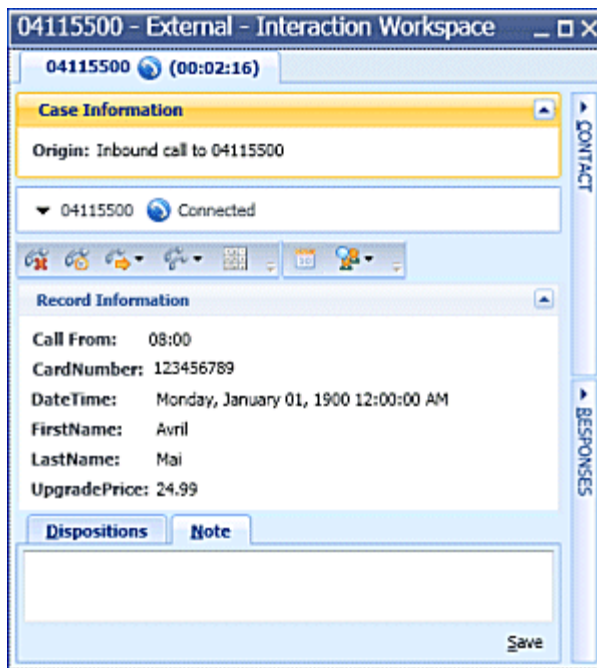 04115500 - External - Interaction Workspace
04115500 (00:02:16)
Case Information
Origin: Inbound call to 04115500
CONTACT
04115500 Connected
Record Information
Call From: 08:00
CardNumber: 123456789
DateTime: Monday, January 01, 1900 12:00:00 AM
FirstName: Avril
LastName: Mai
UpgradePrice: 24.99
RESPONSES
Dispositions Note
Save